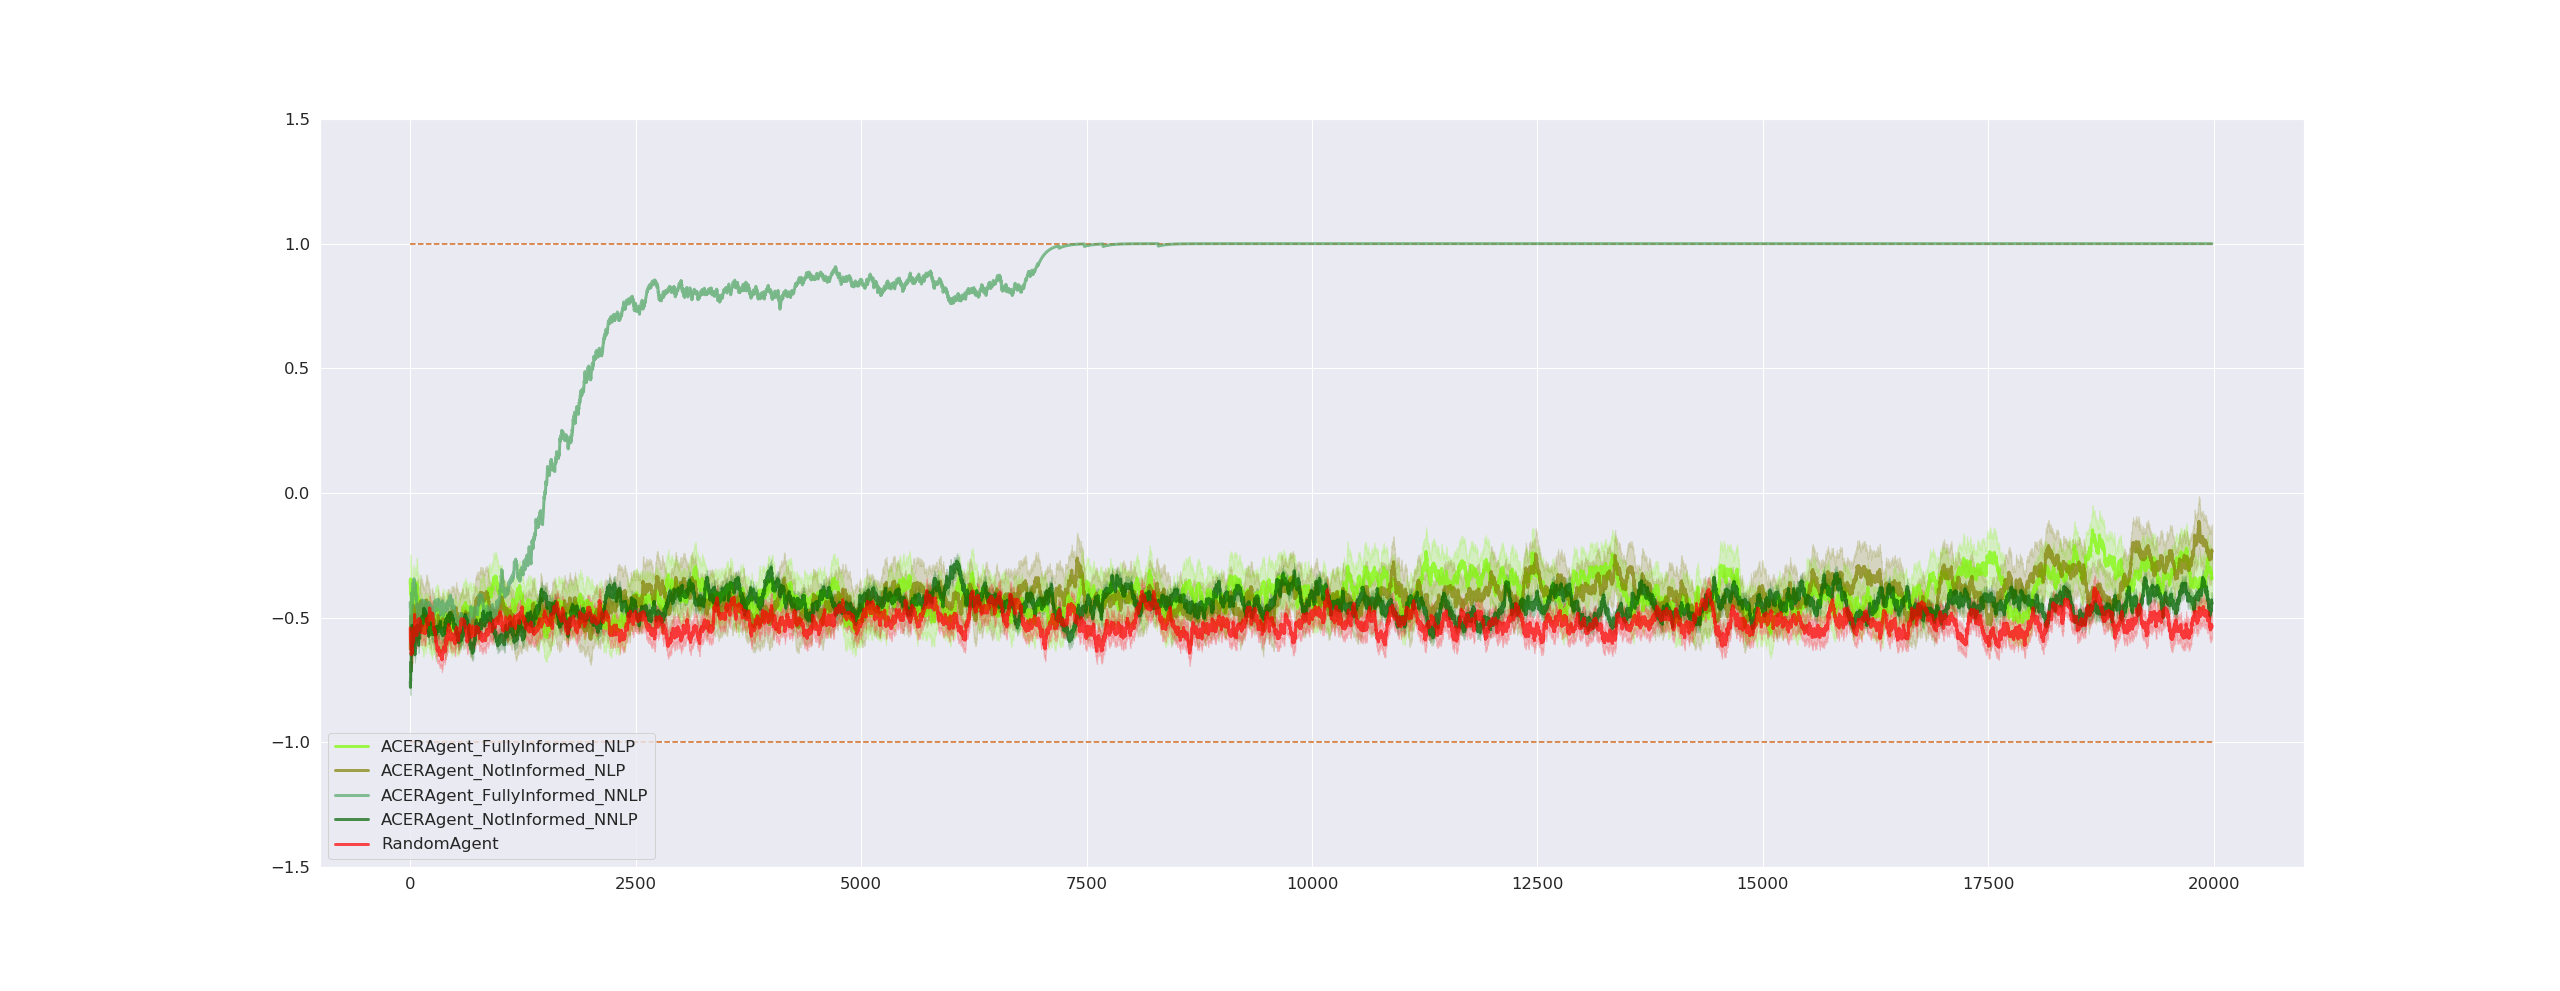 1.5
1.0
0.5
0.0
−0.5
−1.0
−1.5
ACERAgent_FullyInformed_NLP
ACERAgent_NotInformed_NLP
ACERAgent_FullyInformed_NNLP
ACERAgent_NotInformed_NNLP
RandomAgent
0 2500 5000 7500 10000 12500 15000 17500 20000